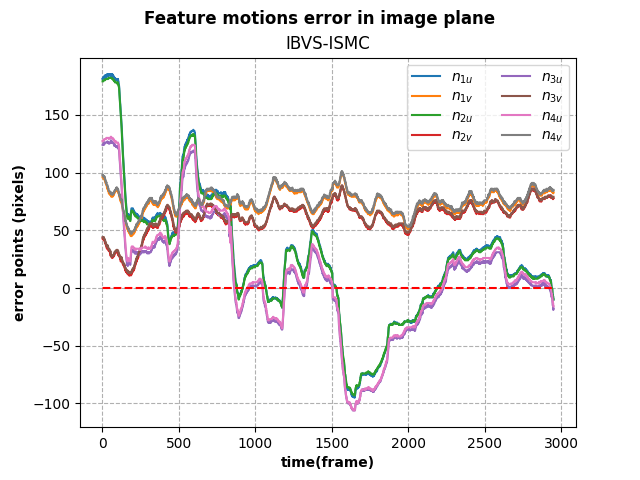 Feature motions error in image plane
IBVS-ISMC
n1u
n1v
n2u
n2v
n3u
n3v
n4u
n4v
error points (pixels)
150
100
50
0
−50
−100
0 500 1000 1500 2000 2500 3000
time(frame)